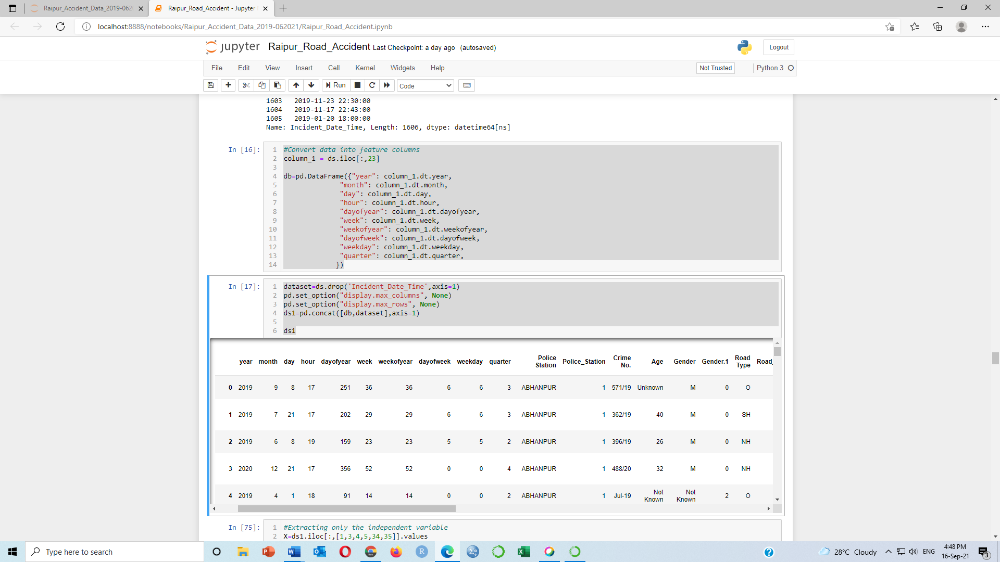 Raipur_Accident_Data_2019-062
Raipur_Road_Accident - Jupyter
localhost:8888/notebooks/Raipur_Accident_Data_2019-062021/Raipur_Road_Accident.ipynb
jupyter Raipur_Road_Accident Last Checkpoint: a day ago (autosaved)
Logout
File Edit View Insert Cell Kernel Widgets Help
Not Trusted Python 3
Run Code
1603 2019-11-23 22:30:00
1604 2019-11-17 22:43:00
1605 2019-01-20 18:00:00
Name: Incident_Date_Time, Length: 1606, dtype: datetime64[ns]
In [16]:
1 #Convert data into feature columns
2 column_1 = ds.iloc[:,23]
3
4 db=pd.DataFrame({"year": column_1.dt.year,
5 "month": column_1.dt.month,
6 "day": column_1.dt.day,
7 "hour": column_1.dt.hour,
8 "dayofyear": column_1.dt.dayofyear,
9 "week": column_1.dt.week,
10 "weekofyear": column_1.dt.weekofyear,
11 "dayofweek": column_1.dt.dayofweek,
12 "weekday": column_1.dt.weekday,
13 "quarter": column_1.dt.quarter,
14 })
In [17]:
1 dataset=ds.drop('Incident_Date_Time',axis=1)
2 pd.set_option("display.max_columns", None)
3 pd.set_option("display.max_rows", None)
4 ds1=pd.concat([db,dataset],axis=1)
5
6 ds1
year month day hour dayofyear week weekofyear dayofweek weekday quarter Police Station Police_Station Crime No. Age Gender Gender.1 Road Type Road_
0 2019 9 8 17 251 36 36 6 6 3 ABHANPUR 1 571/19 Unknown M 0 O
1 2019 7 21 17 202 29 29 6 6 3 ABHANPUR 1 362/19 40 M 0 SH
2 2019 6 8 19 159 23 23 5 5 2 ABHANPUR 1 396/19 26 M 0 NH
3 2020 12 21 17 356 52 52 0 0 4 ABHANPUR 1 488/20 32 M 0 NH
4 2019 4 1 18 91 14 14 0 0 2 ABHANPUR 1 Jul-19 Not Known Not Known 2 O
In [75]:
1 #Extracting only the independent variable
2 X=ds1.iloc[:,[1,3,4,5,34,35]].values
Type here to search
28°C Cloudy
ENG
4:48 PM
16-Sep-21
3